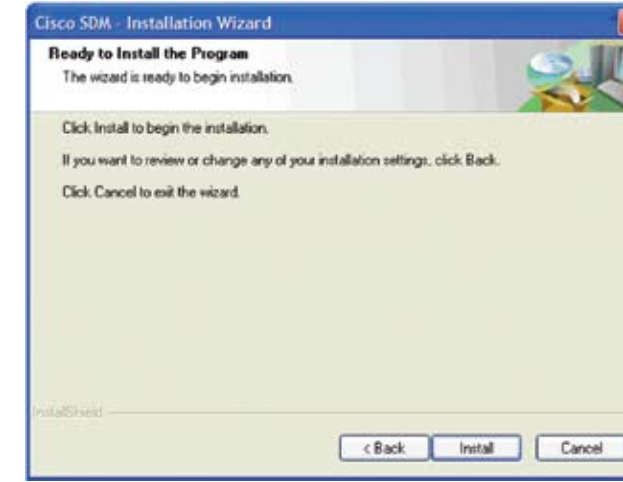 Cisco SDM - Installation Wizard
Ready to Install the Program
The wizard is ready to begin installation.
Click Install to begin the installation.
If you want to review or change any of your installation settings, click Back.
Click Cancel to exit the wizard.
InstallShield
< Back
Install
Cancel